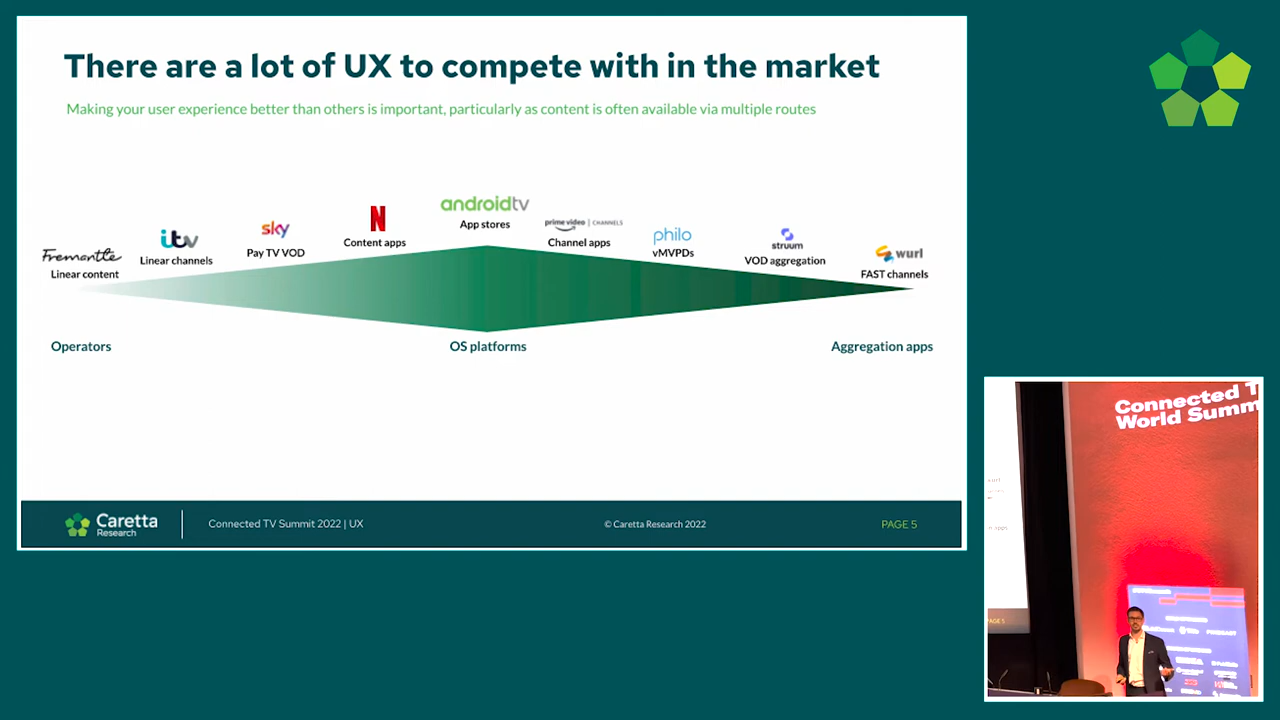 There are a lot of UX to compete with in the market
Making your user experience better than others is important, particularly as content is often available via multiple routes
androidtv
App stores
N
Content apps
prime video | CHANNELS
Channel apps
sky
Pay TV VOD
philo
vMVPDs
itv
Linear channels
struum
VOD aggregation
Fremantle
Linear content
wurl
FAST channels
Operators
OS platforms
Aggregation apps
Caretta
Research
Connected TV Summit 2022 | UX
© Caretta Research 2022
PAGE 5
Connected T
World Summ
PAGE 5